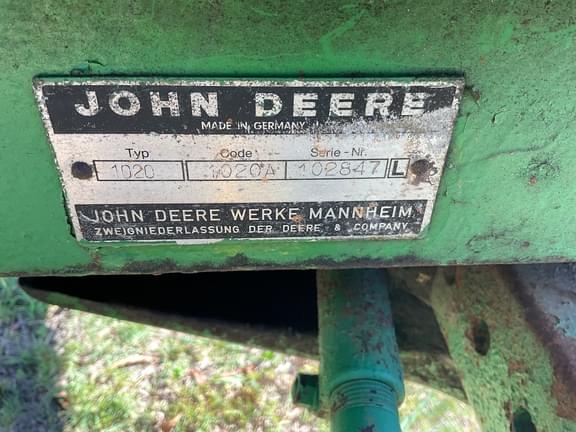 JOHN DEERE
MADE IN GERMANY
Typ Code Serie-Nr.
1020 1020A 102847 L
JOHN DEERE WERKE MANNHEIM
ZWEIGNIEDERLASSUNG DER DEERE & COMPANY